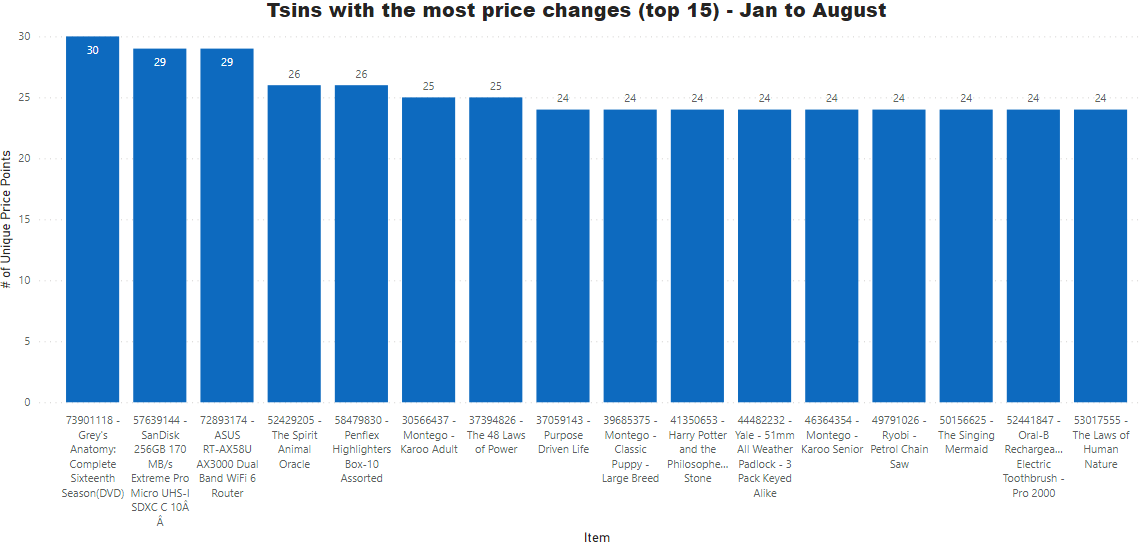 Tsins with the most price changes (top 15) - Jan to August
# of Unique Price Points
30
25
20
15
10
5
0
30
29
29
26
26
25
25
24
24
24
24
24
24
24
24
24
73901118 -
Grey's
Anatomy:
Complete
Sixteenth
Season(DVD)
57639144 -
SanDisk
256GB 170
MB/s
Extreme Pro
Micro UHS-I
SDXC C 10Â
Â
72893174 -
ASUS
RT-AX58U
AX3000 Dual
Band WiFi 6
Router
52429205 -
The Spirit
Animal
Oracle
58479830 -
Penflex
Highlighters
Box-10
Assorted
30566437 -
Montego -
Karoo Adult
37394826 -
The 48 Laws
of Power
37059143 -
Purpose
Driven Life
39685375 -
Montego -
Classic
Puppy -
Large Breed
41350653 -
Harry Potter
and the
Philosophe...
Stone
44482232 -
Yale - 51mm
All Weather
Padlock - 3
Pack Keyed
Alike
46364354 -
Montego -
Karoo Senior
49791026 -
Ryobi -
Petrol Chain
Saw
50156625 -
The Singing
Mermaid
52441847 -
Oral-B
Rechargea...
Electric
Toothbrush -
Pro 2000
53017555 -
The Laws of
Human
Nature
Item